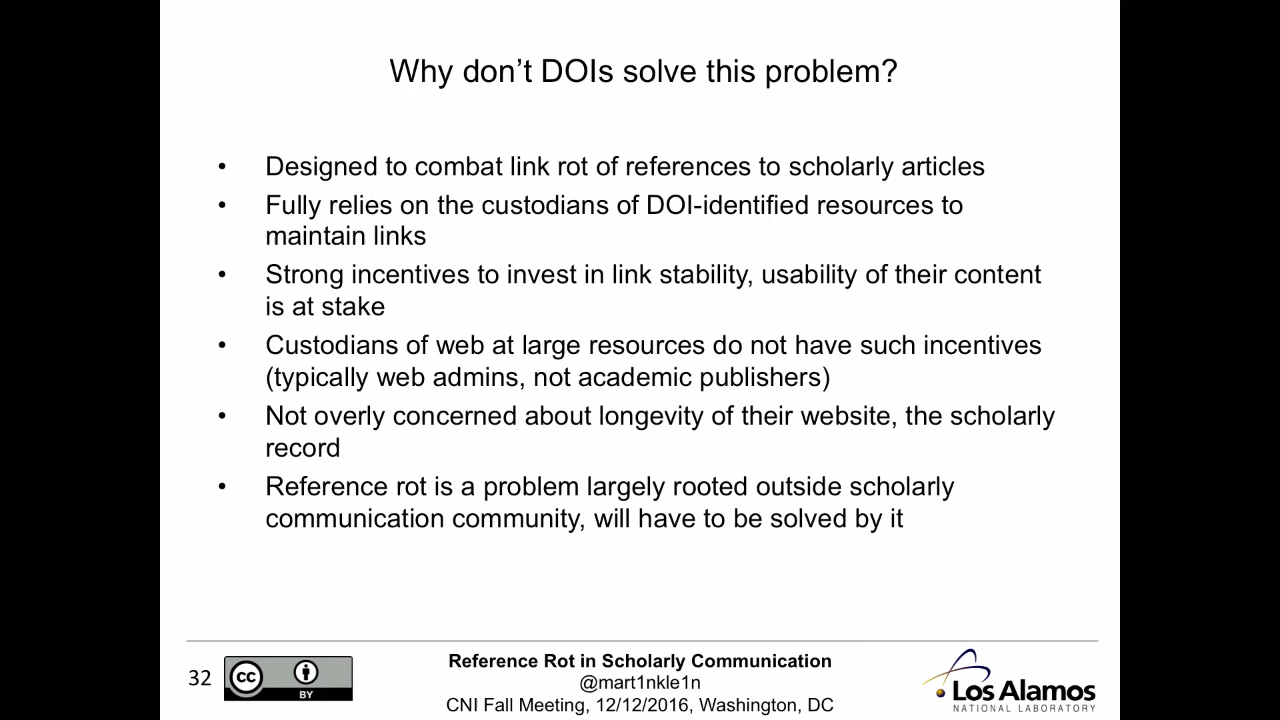 Why don’t DOIs solve this problem?
• Designed to combat link rot of references to scholarly articles
• Fully relies on the custodians of DOI-identified resources to
maintain links
• Strong incentives to invest in link stability, usability of their content
is at stake
• Custodians of web at large resources do not have such incentives
(typically web admins, not academic publishers)
• Not overly concerned about longevity of their website, the scholarly
record
• Reference rot is a problem largely rooted outside scholarly
communication community, will have to be solved by it
32
cc
BY
Reference Rot in Scholarly Communication
@mart1nkle1n
CNI Fall Meeting, 12/12/2016, Washington, DC
Los Alamos
NATIONAL LABORATORY